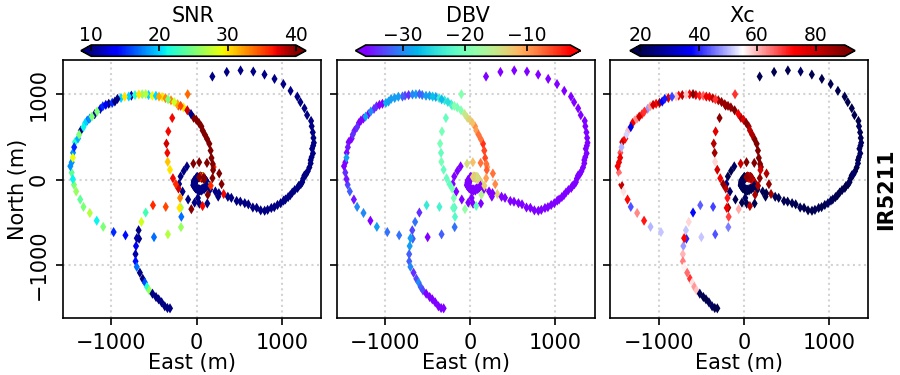 SNR DBV Xc
10 20 30 40 −30 −20 −10 20 40 60 80
1000
0
−1000
North (m)
−1000 0 1000 −1000 0 1000 −1000 0 1000
East (m) East (m) East (m)
IR5211